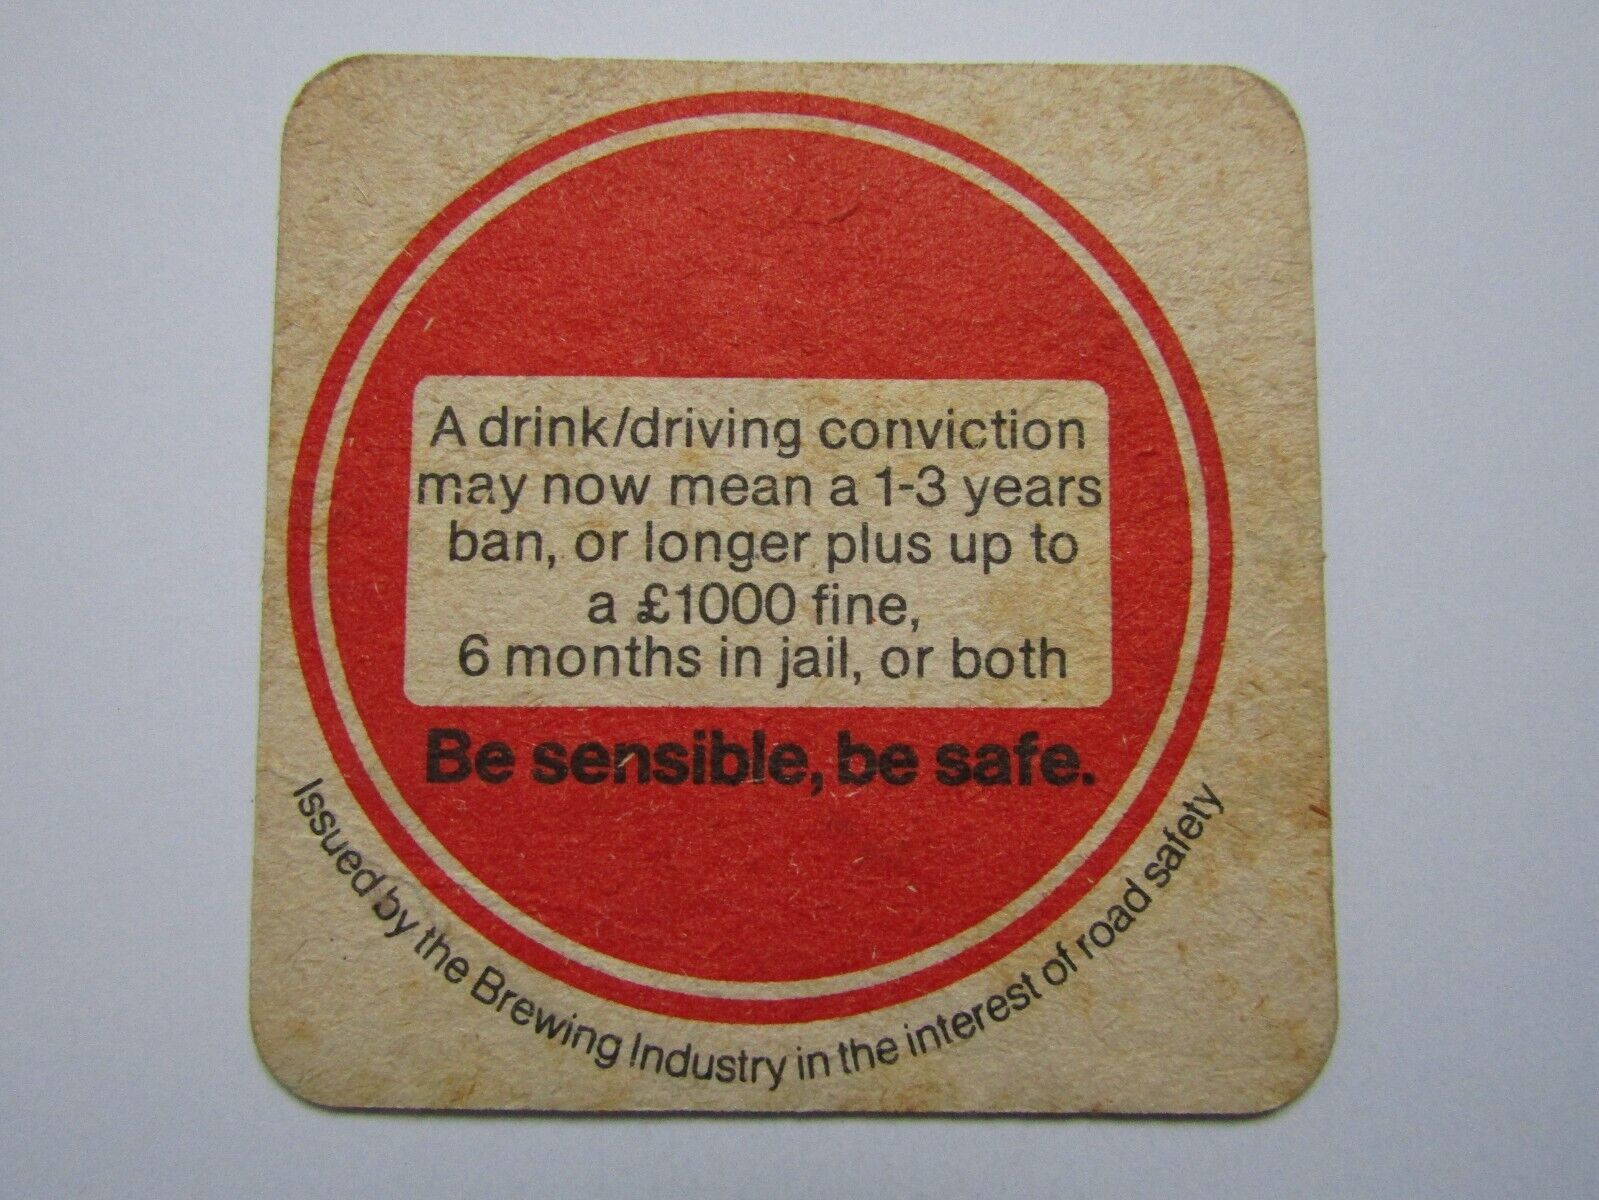 A drink/driving conviction
may now mean a 1-3 years
ban, or longer plus up to
a £1000 fine,
6 months in jail, or both
Be sensible, be safe.
Issued by the Brewing Industry in the interest of road safety